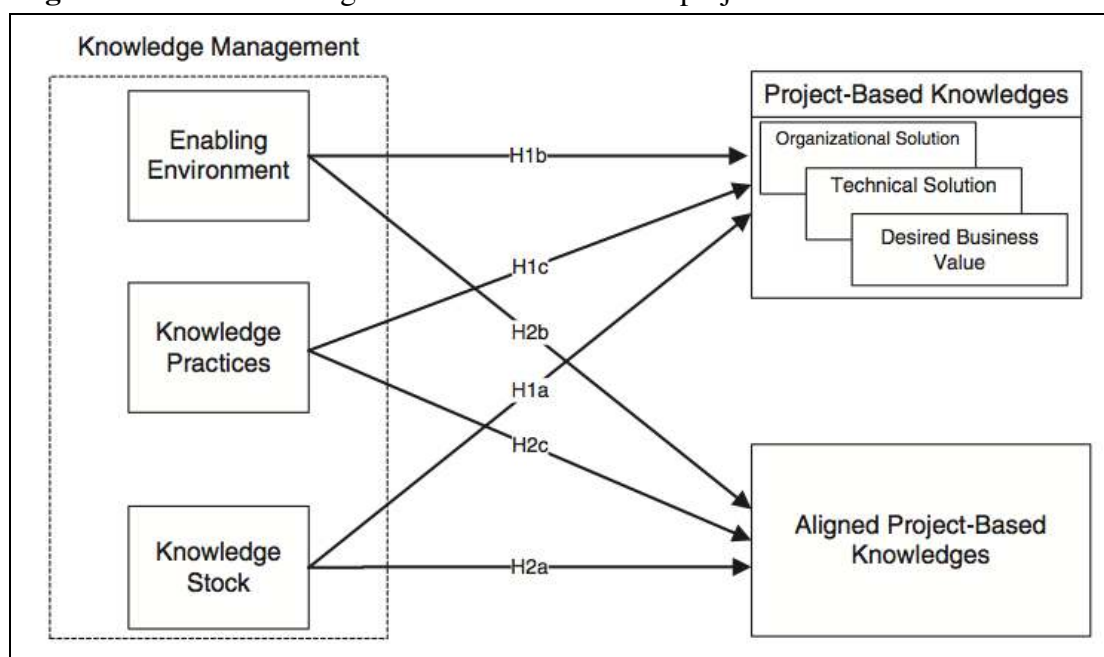 Knowledge Management
Enabling
Environment
Knowledge
Practices
Knowledge
Stock
H1b
H1c
H2b
H1a
H2c
H2a
Project-Based Knowledges
Organizational Solution
Technical Solution
Desired Business
Value
Aligned Project-Based
Knowledges